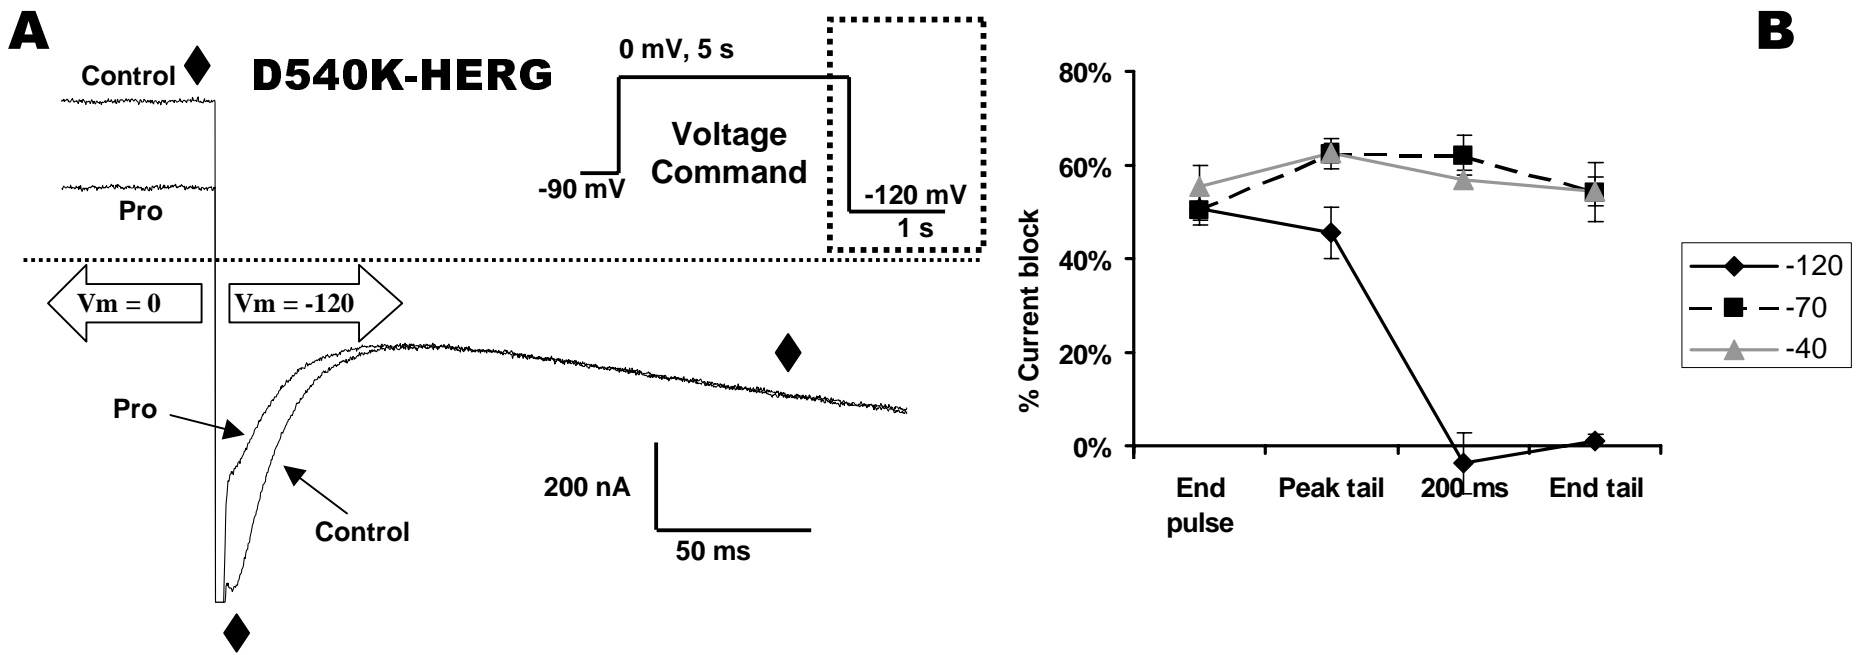 A
D540K-HERG
Control
Pro
0 mV, 5 s
Voltage
Command
-90 mV
-120 mV
1 s
Vm = 0
Vm = -120
Pro
Control
200 nA
50 ms
B
% Current block
80%
60%
40%
20%
0%
End pulse
Peak tail
200 ms
End tail
-120
-70
-40